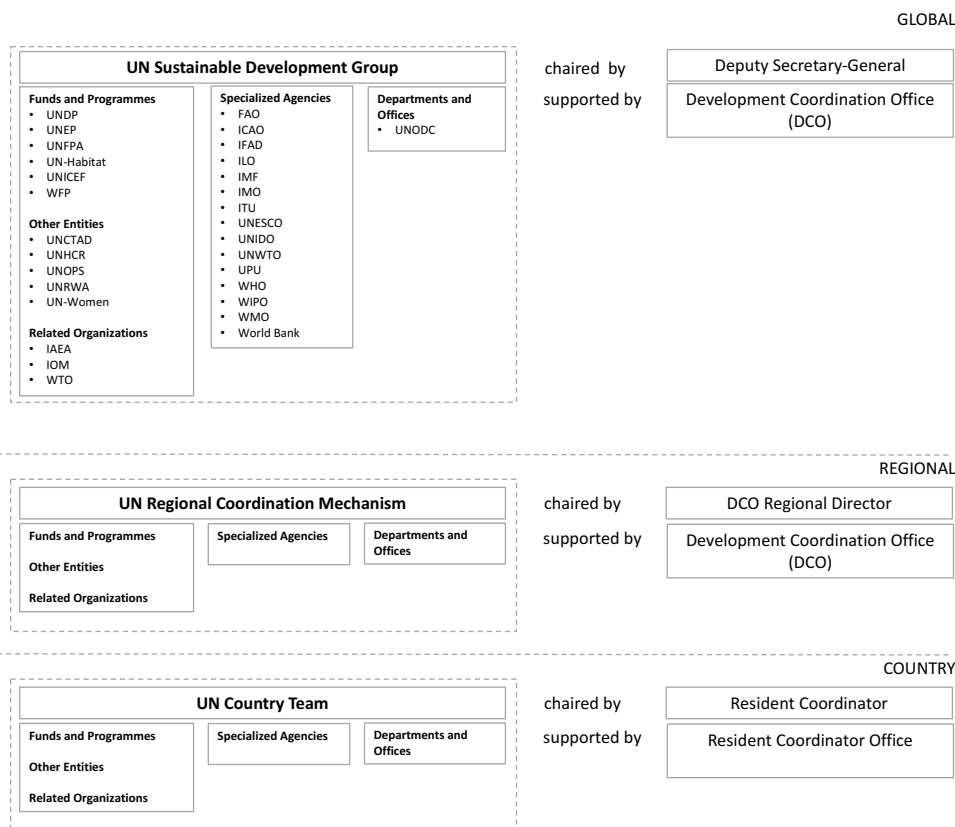 GLOBAL
UN Sustainable Development Group
Funds and Programmes
• UNDP
• UNEP
• UNFPA
• UN-Habitat
• UNICEF
• WFP
Other Entities
• UNCTAD
• UNHCR
• UNOPS
• UNRWA
• UN-Women
Related Organizations
• IAEA
• IOM
• WTO
Specialized Agencies
• FAO
• ICAO
• IFAD
• ILO
• IMF
• IMO
• ITU
• UNESCO
• UNIDO
• UNWTO
• UPU
• WHO
• WIPO
• WMO
• World Bank
Departments and
Offices
• UNODC
chaired by
Deputy Secretary-General
supported by
Development Coordination Office
(DCO)
REGIONAL
UN Regional Coordination Mechanism
Funds and Programmes
Other Entities
Related Organizations
Specialized Agencies
Departments and
Offices
chaired by
DCO Regional Director
supported by
Development Coordination Office
(DCO)
COUNTRY
UN Country Team
Funds and Programmes
Other Entities
Related Organizations
Specialized Agencies
Departments and
Offices
chaired by
Resident Coordinator
supported by
Resident Coordinator Office